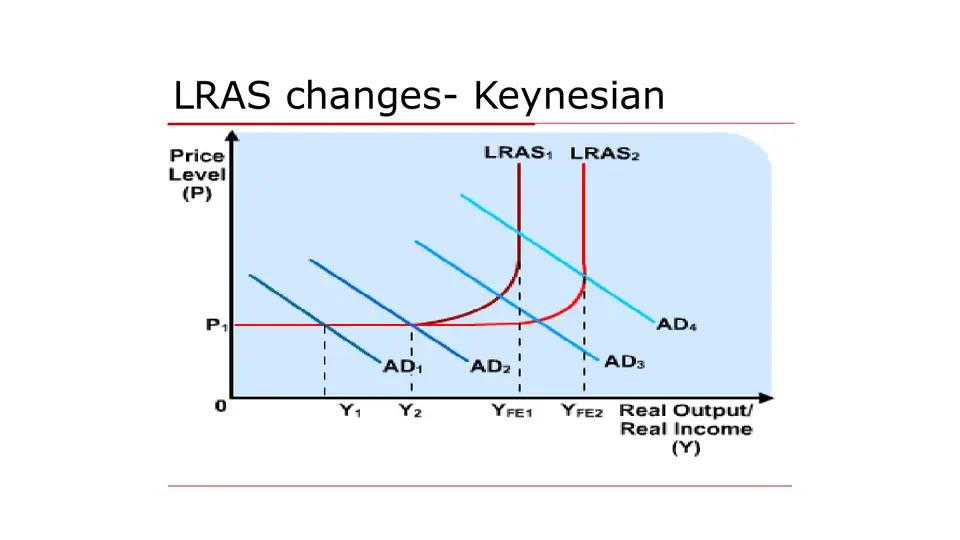 LRAS changes- Keynesian
Price
Level
(P)
LRAS₁
LRAS₂
P₁
AD₁
AD₂
AD₃
AD₄
0
Y₁
Y₂
Y_FE1
Y_FE2
Real Output/
Real Income
(Y)